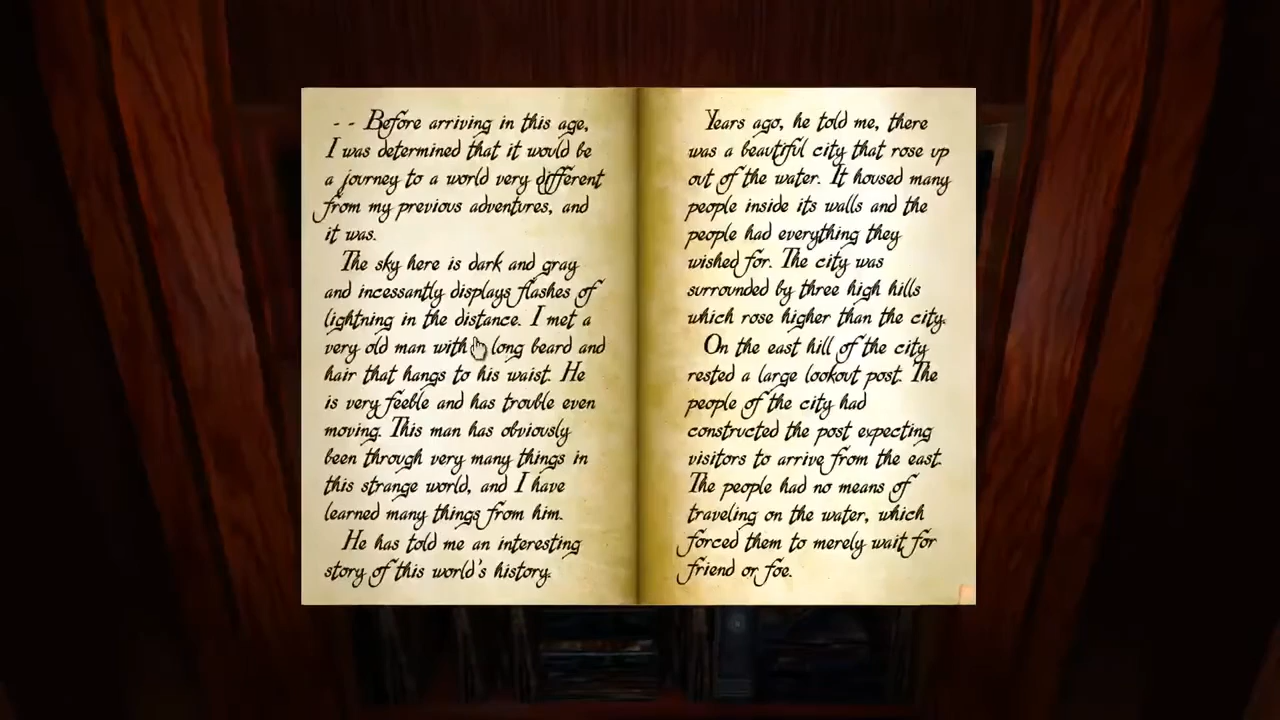 - - Before arriving in this age,
I was determined that it would be
a journey to a world very different
from my previous adventures, and
it was.
The sky here is dark and gray
and incessantly displays flashes of
lightning in the distance. I met a
very old man with long beard and
hair that hangs to his waist. He
is very feeble and has trouble even
moving. This man has obviously
been through very many things in
this strange world, and I have
learned many things from him.
He has told me an interesting
story of this world's history.
Years ago, he told me, there
was a beautiful city that rose up
out of the water. It housed many
people inside its walls and the
people had everything they
wished for. The city was
surrounded by three high hills
which rose higher than the city.
On the east hill of the city
rested a large lookout post. The
people of the city had
constructed the post expecting
visitors to arrive from the east.
The people had no means of
traveling on the water, which
forced them to merely wait for
friend or foe.